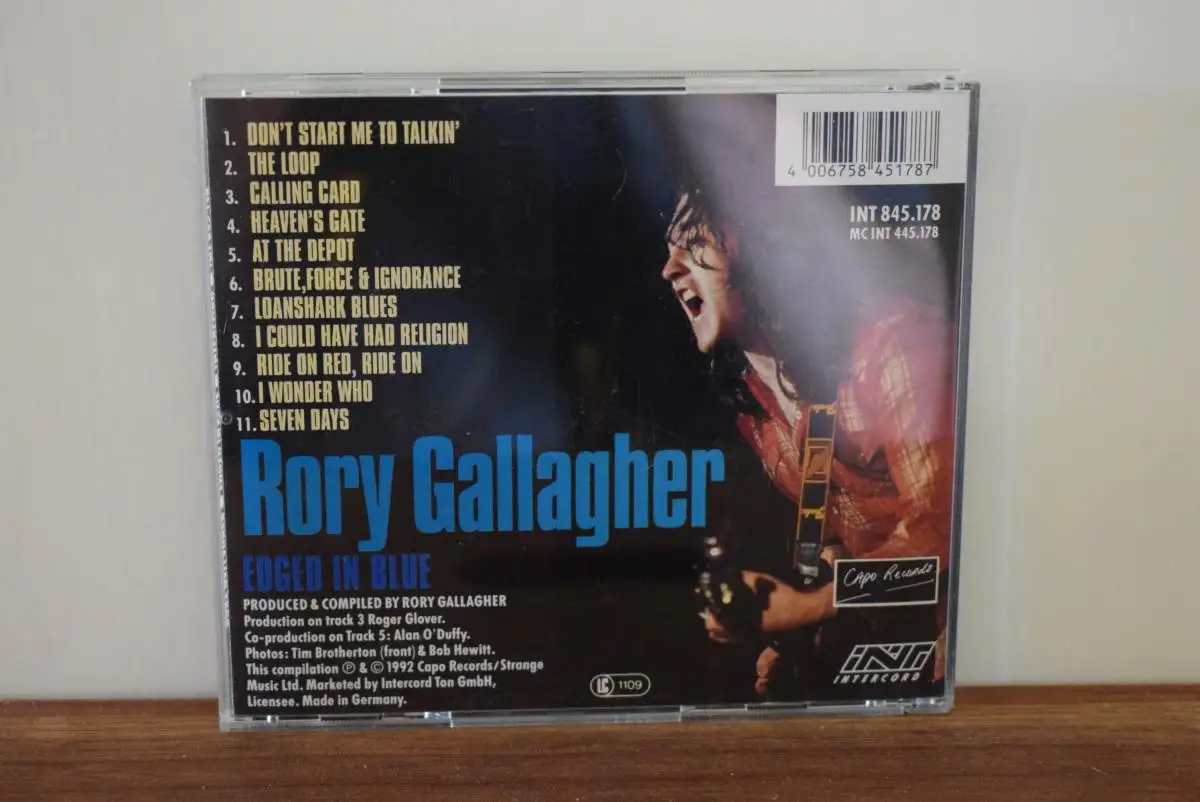 1. DON'T START ME TO TALKIN'
2. THE LOOP
3. CALLING CARD
4. HEAVEN'S GATE
5. AT THE DEPOT
6. BRUTE,FORCE & IGNORANCE
7. LOANSHARK BLUES
8. I COULD HAVE HAD RELIGION
9. RIDE ON RED, RIDE ON
10. I WONDER WHO
11. SEVEN DAYS
4 006758 451787
INT 845.178
MC INT 445.178
Rory Gallagher
EDGED IN BLUE
PRODUCED & COMPILED BY RORY GALLAGHER
Production on track 3 Roger Glover.
Co-production on Track 5: Alan O'Duffy.
Photos: Tim Brotherton (front) & Bob Hewitt.
This compilation ℗ & © 1992 Capo Records/Strange
Music Ltd. Marketed by Intercord Ton GmbH,
Licensee. Made in Germany.
LC 1109
Capo Records.
INT
INTERCORD